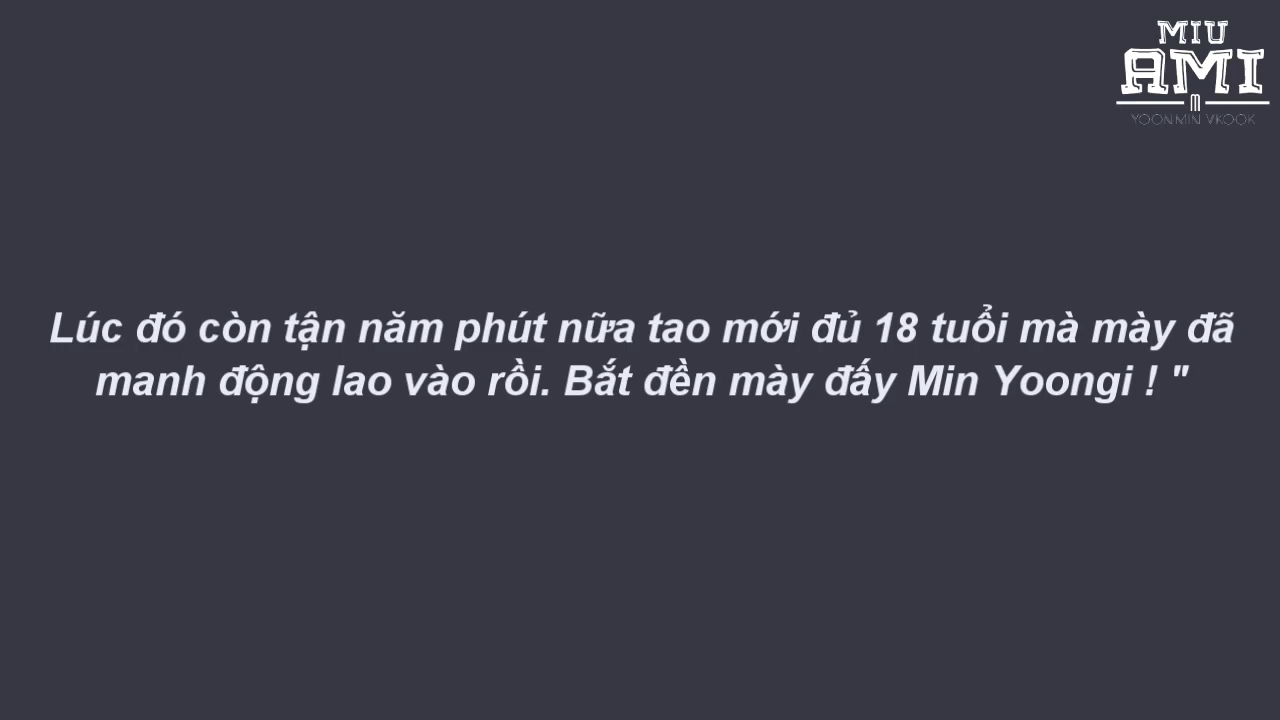 MIU
AMI
M
YOONMIN VKOOK
Lúc đó còn tận năm phút nữa tao mới đủ 18 tuổi mà mày đã
manh động lao vào rồi. Bắt đền mày đấy Min Yoongi ! "